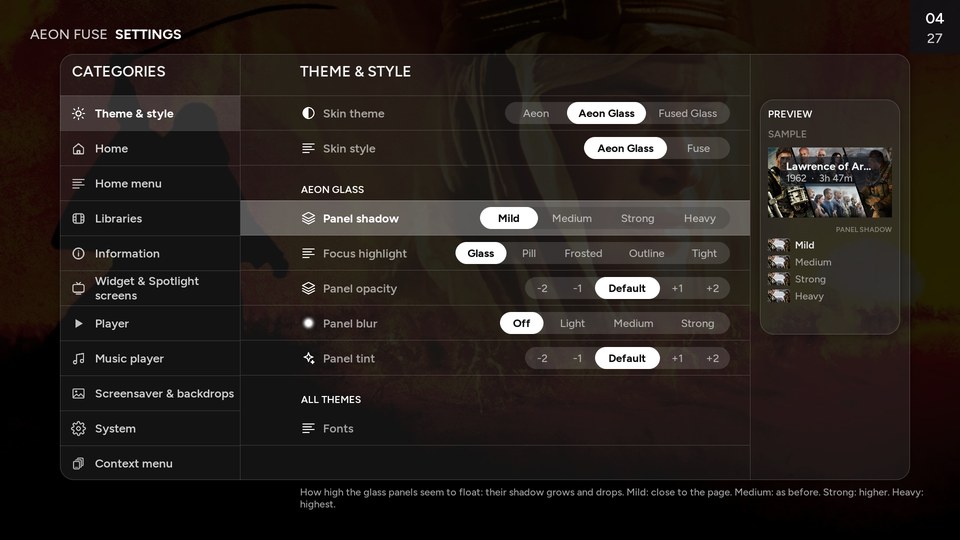 AEON FUSE SETTINGS
04
27
CATEGORIES
Theme & style
Home
Home menu
Libraries
Information
Widget & Spotlight
screens
Player
Music player
Screensaver & backdrops
System
Context menu
THEME & STYLE
Skin theme Aeon Aeon Glass Fused Glass
Skin style Aeon Glass Fuse
AEON GLASS
Panel shadow Mild Medium Strong Heavy
Focus highlight Glass Pill Frosted Outline Tight
Panel opacity -2 -1 Default +1 +2
Panel blur Off Light Medium Strong
Panel tint -2 -1 Default +1 +2
ALL THEMES
Fonts
PREVIEW
SAMPLE
Lawrence of Ar...
1962 · 3h 47m
PANEL SHADOW
Mild
Medium
Strong
Heavy
How high the glass panels seem to float: their shadow grows and drops. Mild: close to the page. Medium: as before. Strong: higher. Heavy:
highest.